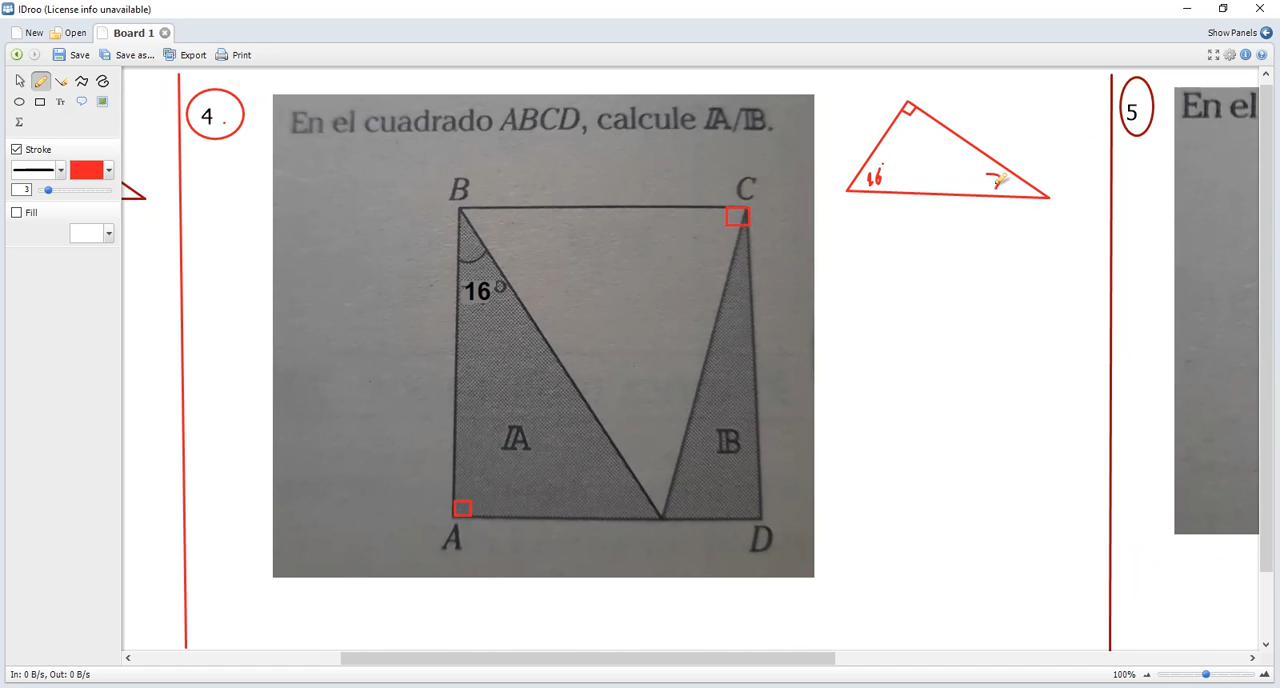 IDroo (License info unavailable)
New Open Board 1 Show Panels
Save Save as... Export Print
Tr
Σ
Stroke
3
Fill
4.
En el cuadrado ABCD, calcule A/B.
B C
16°
A B
A D
16°
5
En el
In: 0 B/s, Out: 0 B/s 100%